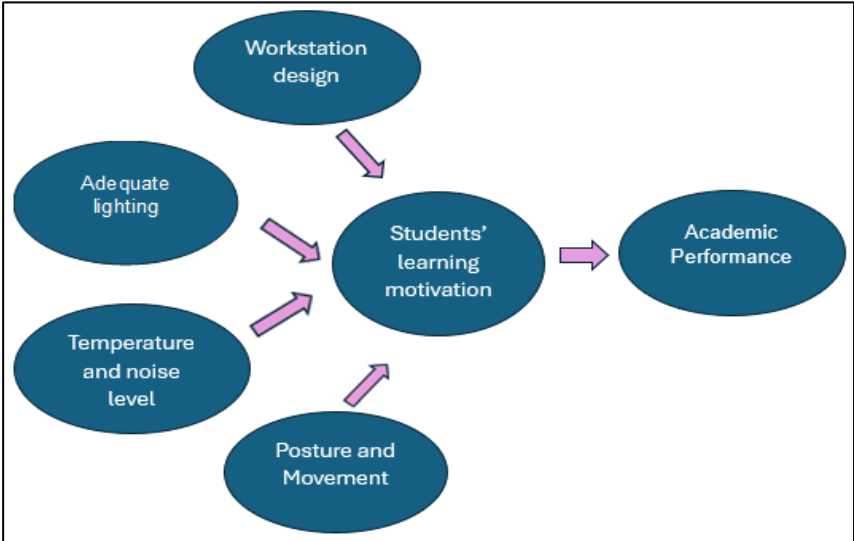 Workstation
design
Adequate
lighting
Students’
learning
motivation
Academic
Performance
Temperature
and noise
level
Posture and
Movement